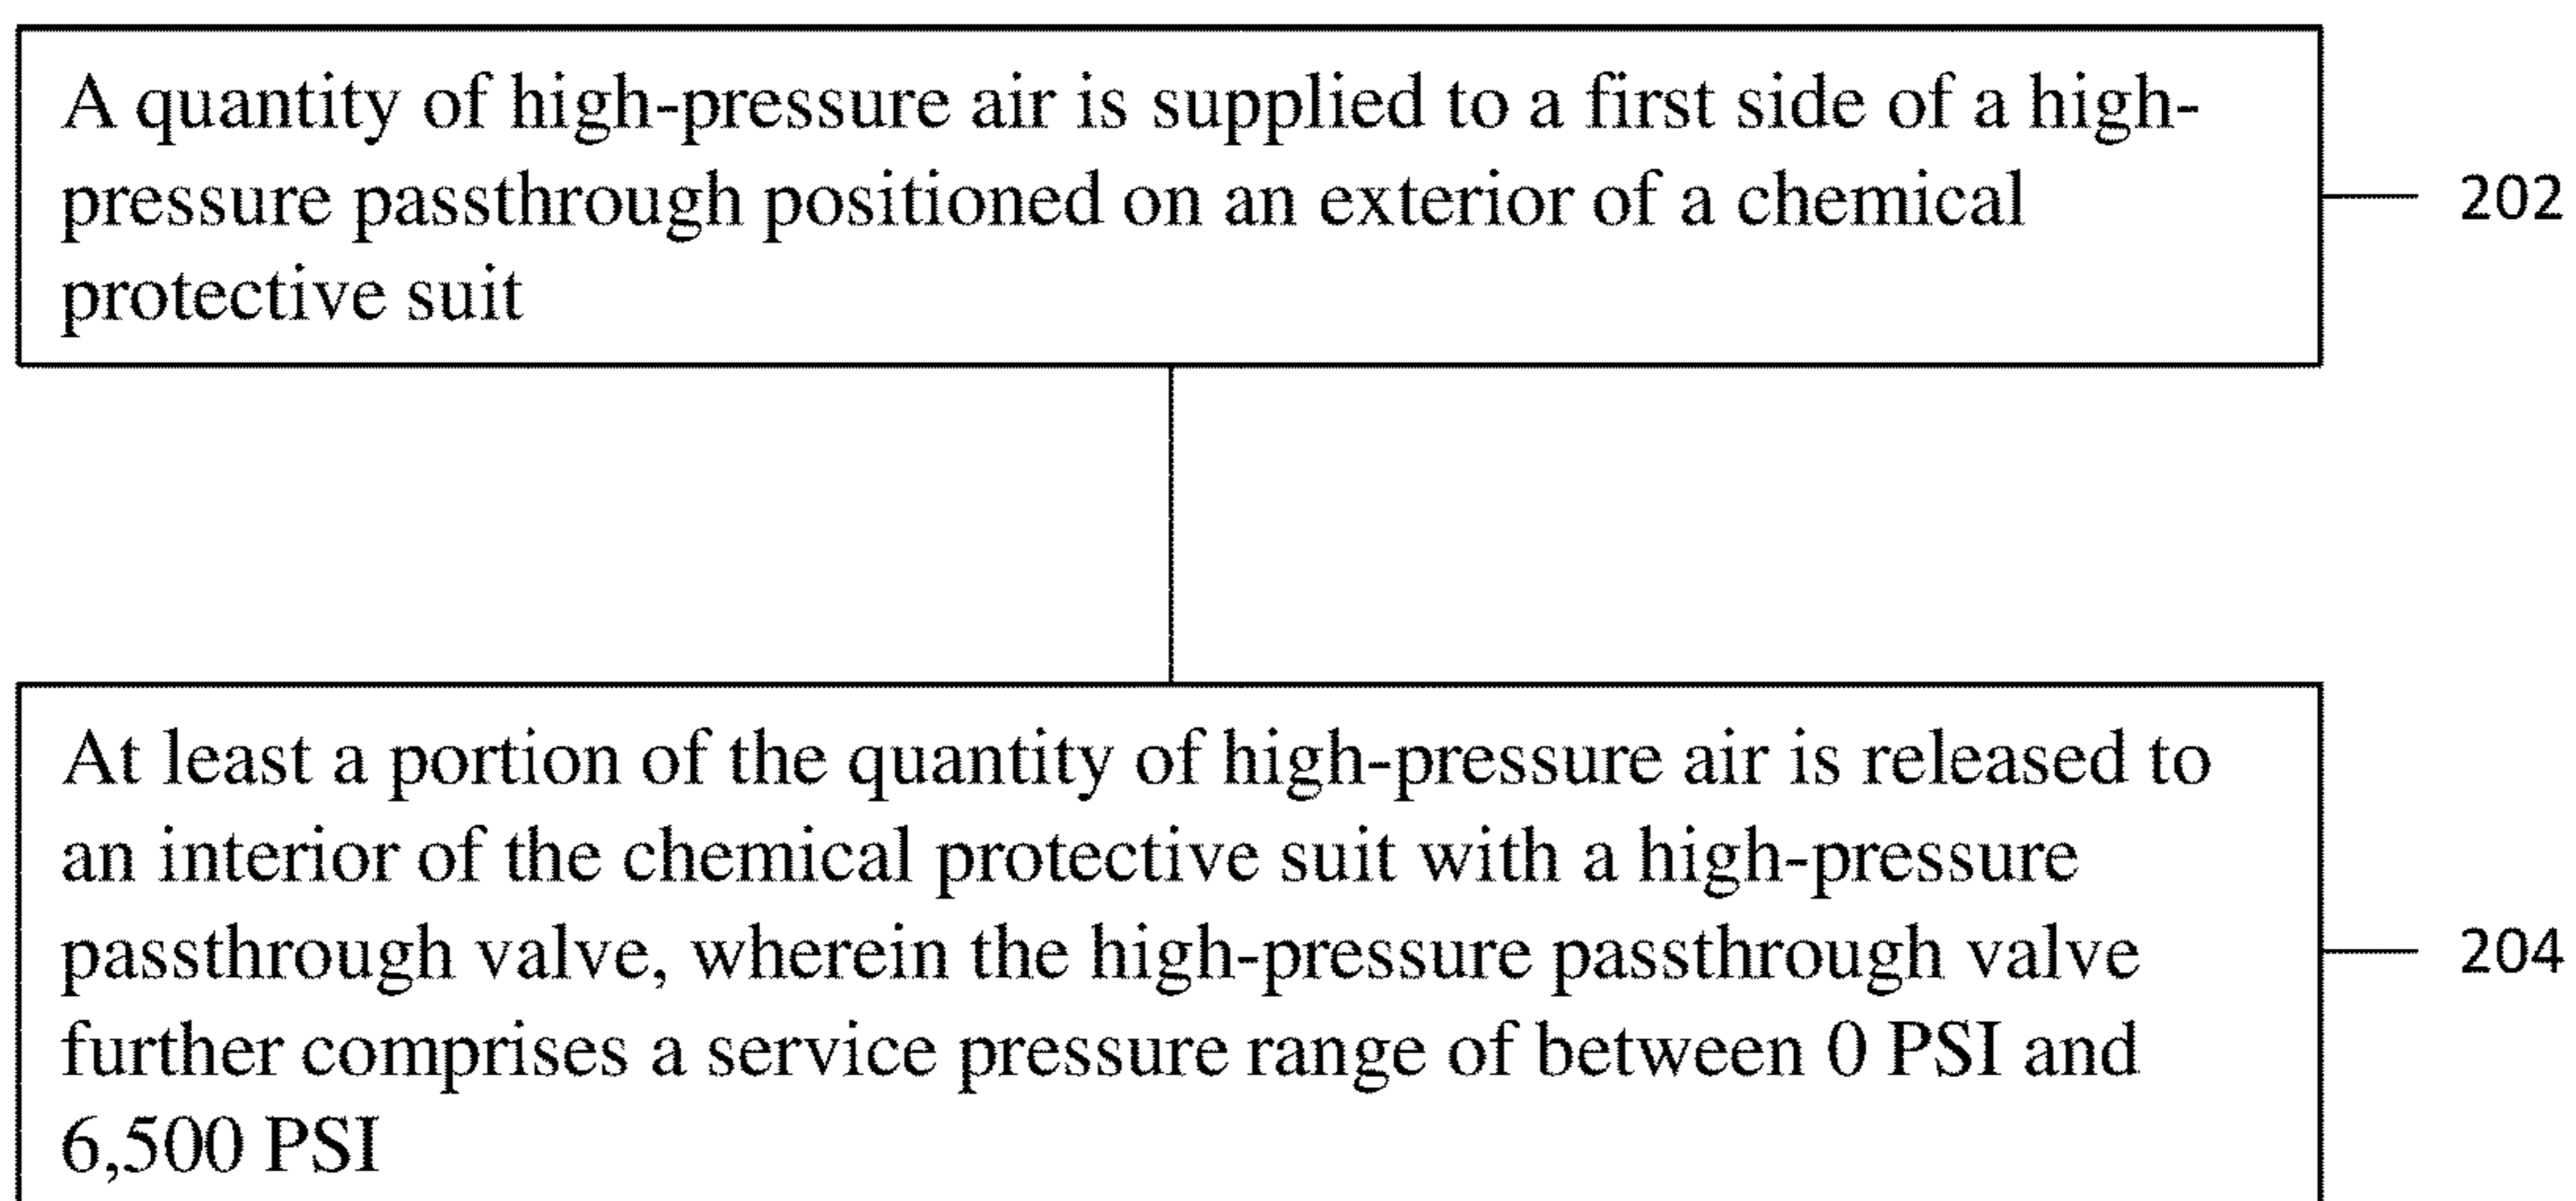 A quantity of high-pressure air is supplied to a first side of a high-
pressure passthrough positioned on an exterior of a chemical
protective suit
202
At least a portion of the quantity of high-pressure air is released to
an interior of the chemical protective suit with a high-pressure
passthrough valve, wherein the high-pressure passthrough valve
further comprises a service pressure range of between 0 PSI and
6,500 PSI
204